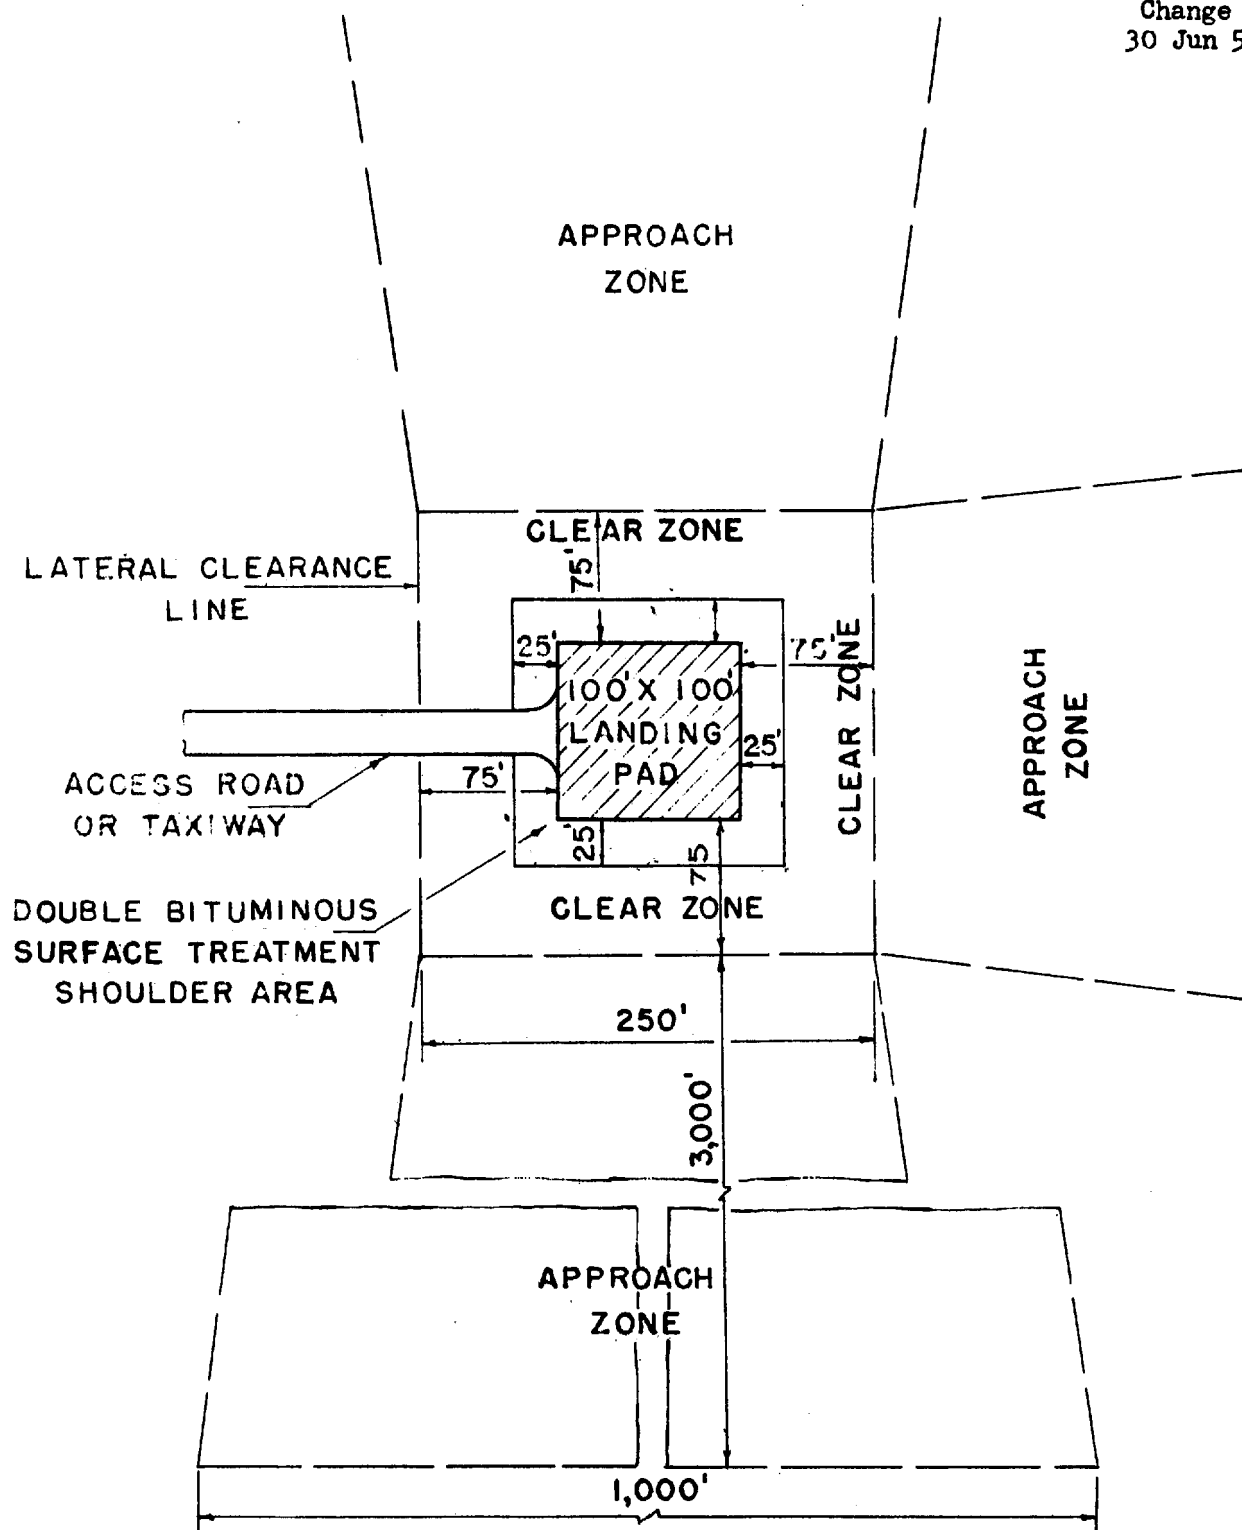 Change
30 Jun 5
APPROACH
ZONE
CLEAR ZONE
75'
LATERAL CLEARANCE
LINE
25'
75'
100' X 100'
LANDING
PAD
25'
CLEAR ZONE
APPROACH
ZONE
ACCESS ROAD
OR TAXIWAY
75'
25'
75
DOUBLE BITUMINOUS
SURFACE TREATMENT
SHOULDER AREA
CLEAR ZONE
250'
3,000'
APPROACH
ZONE
1,000'